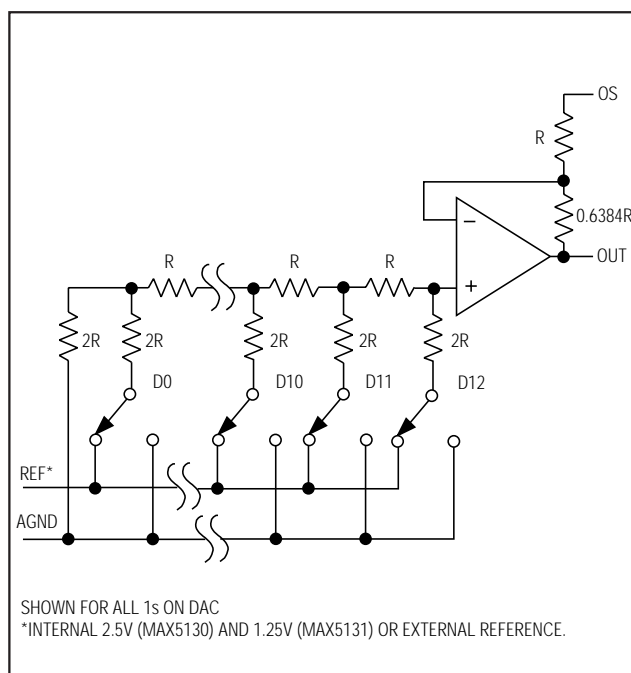 OS
R
0.6384R
−
OUT
R R R
+
2R 2R 2R 2R 2R
D0 D10 D11 D12
REF*
AGND
SHOWN FOR ALL 1s ON DAC
*INTERNAL 2.5V (MAX5130) AND 1.25V (MAX5131) OR EXTERNAL REFERENCE.